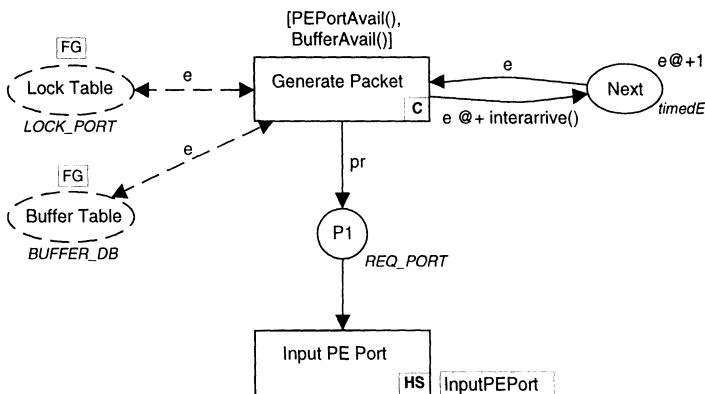 [PEPortAvail(),
BufferAvail()]
FG
Lock Table
LOCK_PORT
e
Generate Packet
C
e
e @+ interarrive()
Next
e@+1
timedE
e
FG
Buffer Table
BUFFER_DB
pr
P1
REQ_PORT
Input PE Port
HS
InputPEPort